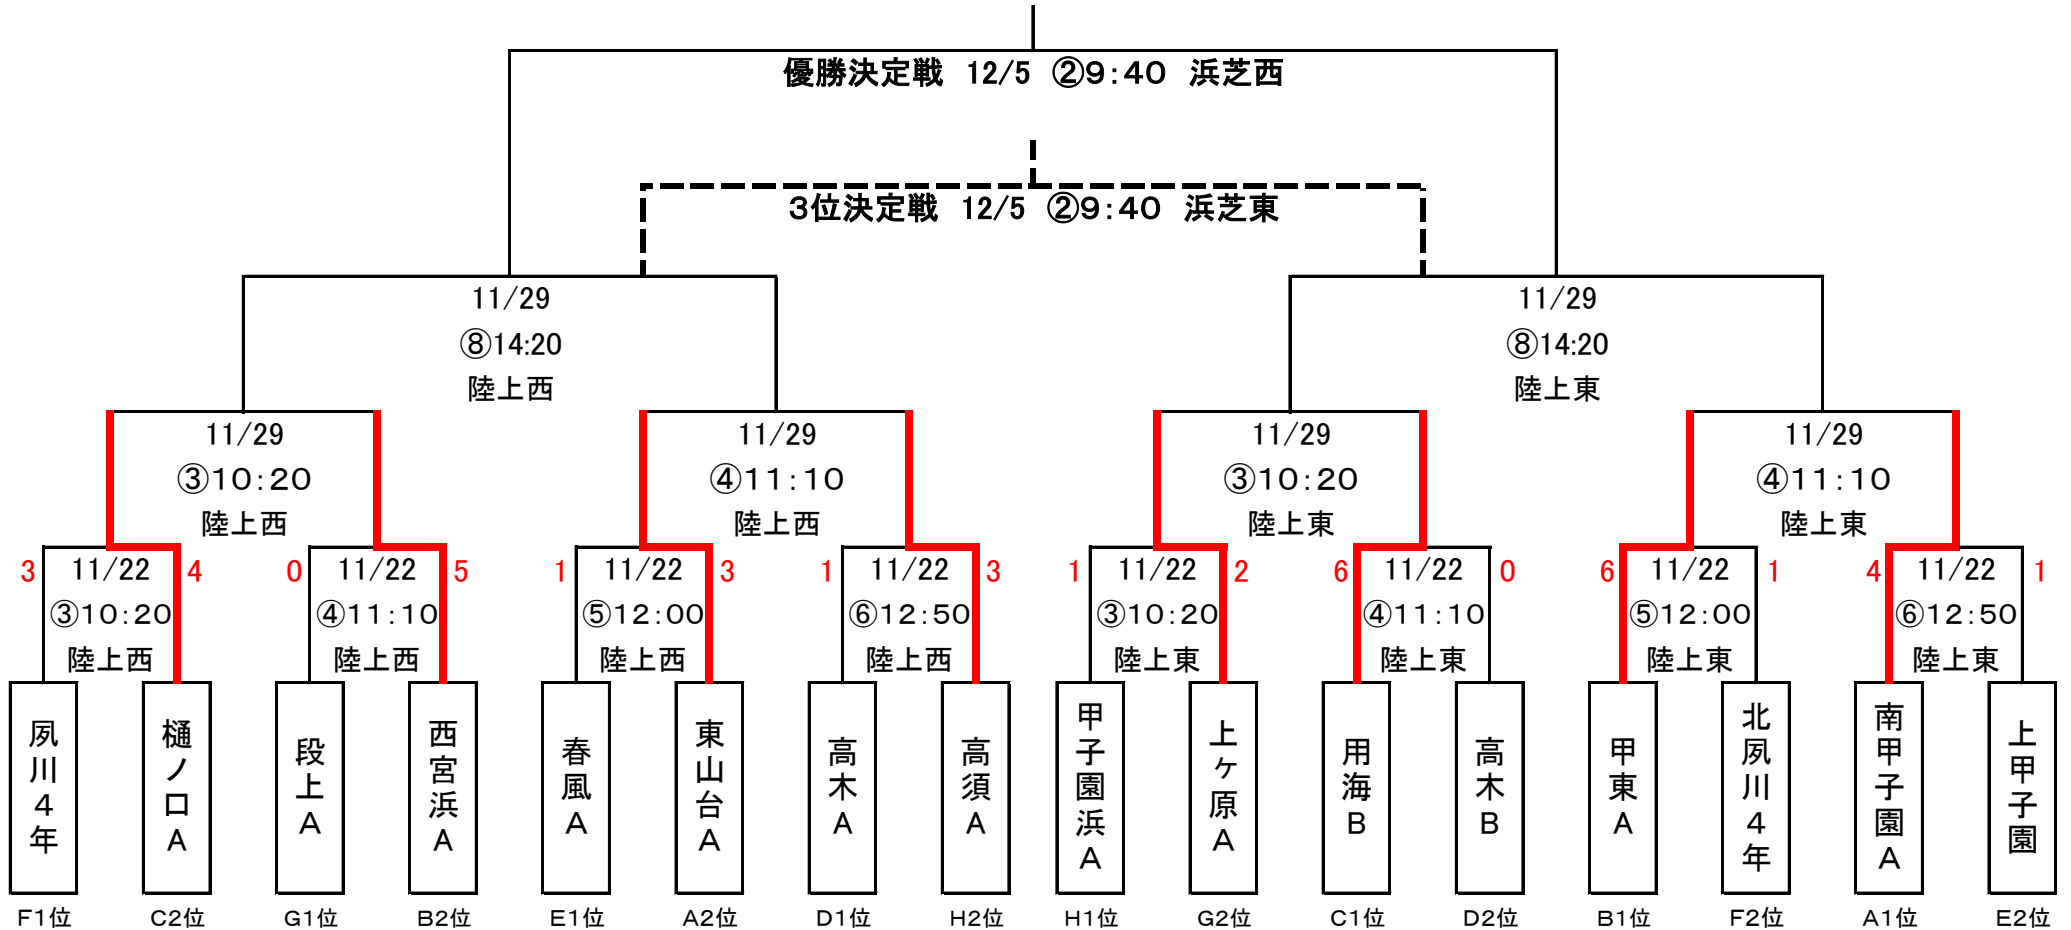 優勝決定戦 12/5 ②9:40 浜芝西
3位決定戦 12/5 ②9:40 浜芝東
11/29 11/29
⑧14:20 ⑧14:20
陸上西 陸上東
11/29 11/29 11/29 11/29
③10:20 ④11:10 ③10:20 ④11:10
陸上西 陸上西 陸上東 陸上東
3 11/22 4 0 11/22 5 1 11/22 3 1 11/22 3 1 11/22 2 6 11/22 0 6 11/22 1 4 11/22 1
③10:20 ④11:10 ⑤12:00 ⑥12:50 ③10:20 ④11:10 ⑤12:00 ⑥12:50
陸上西 陸上西 陸上西 陸上西 陸上東 陸上東 陸上東 陸上東
夙川4年
樋ノ口A
段上A
西宮浜A
春風A
東山台A
高木A
高須A
甲子園浜A
上ヶ原A
用海B
高木B
甲東A
北夙川4年
南甲子園A
上甲子園
F1位 C2位 G1位 B2位 E1位 A2位 D1位 H2位 H1位 G2位 C1位 D2位 B1位 F2位 A1位 E2位